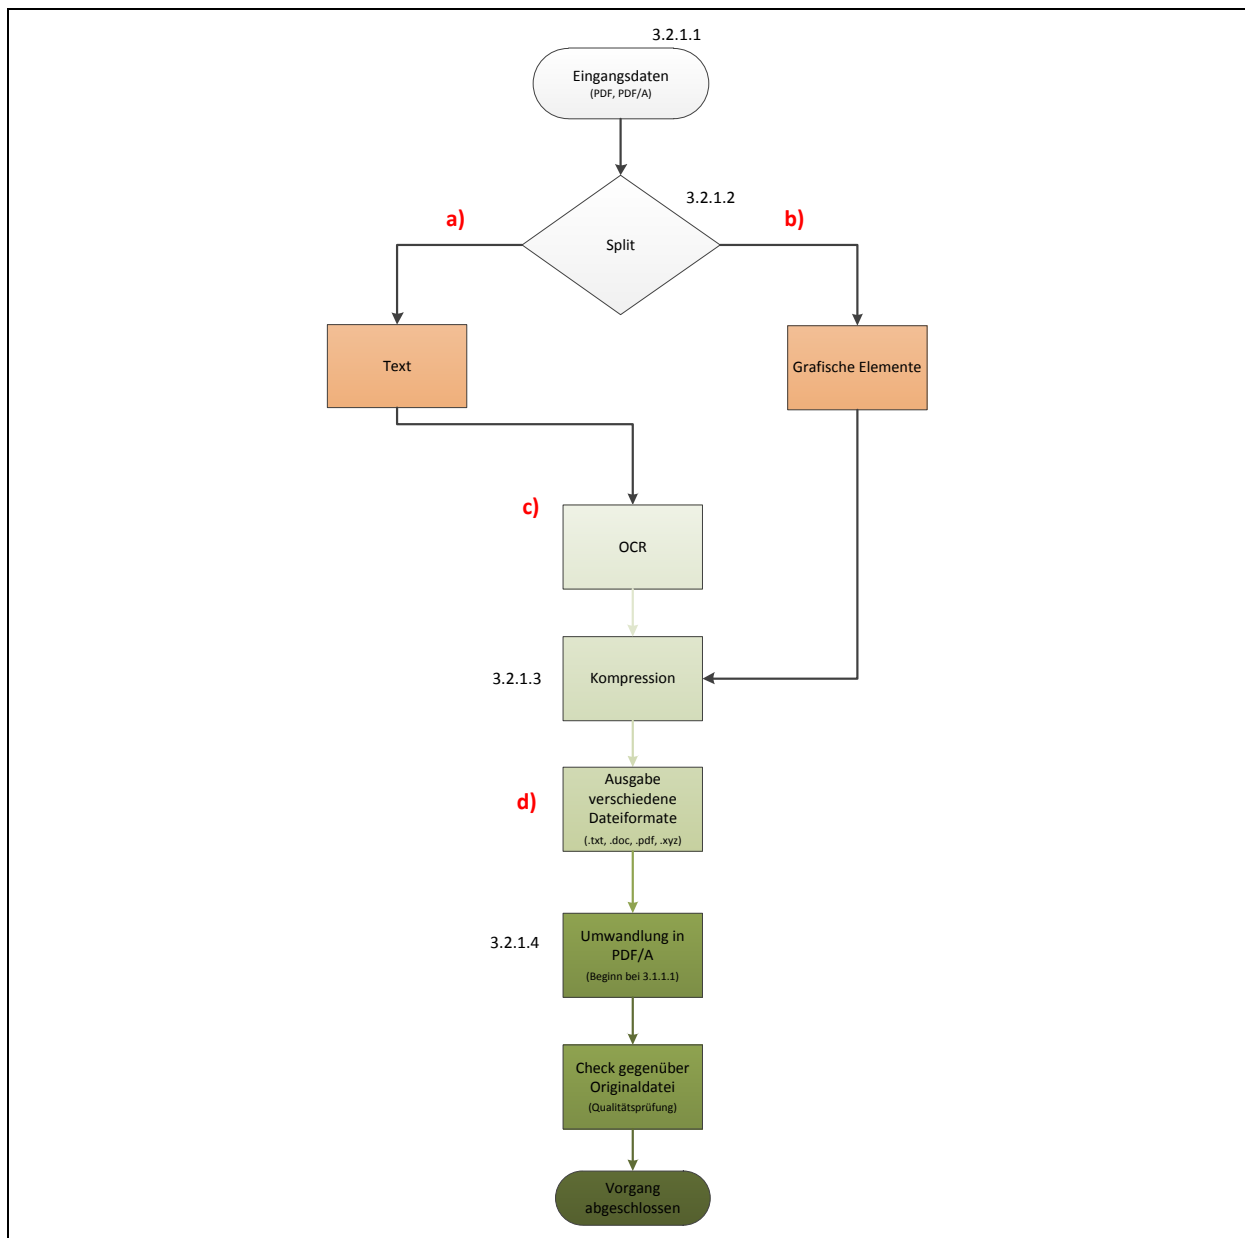 3.2.1.1
Eingangsdaten
(PDF, PDF/A)
3.2.1.2
a)
b)
Split
Text
Grafische Elemente
c)
OCR
3.2.1.3
Kompression
d)
Ausgabe
verschiedene
Dateiformate
(.txt, .doc, .pdf, .xyz)
3.2.1.4
Umwandlung in
PDF/A
(Beginn bei 3.1.1.1)
Check gegenüber
Originaldatei
(Qualitätsprüfung)
Vorgang
abgeschlossen